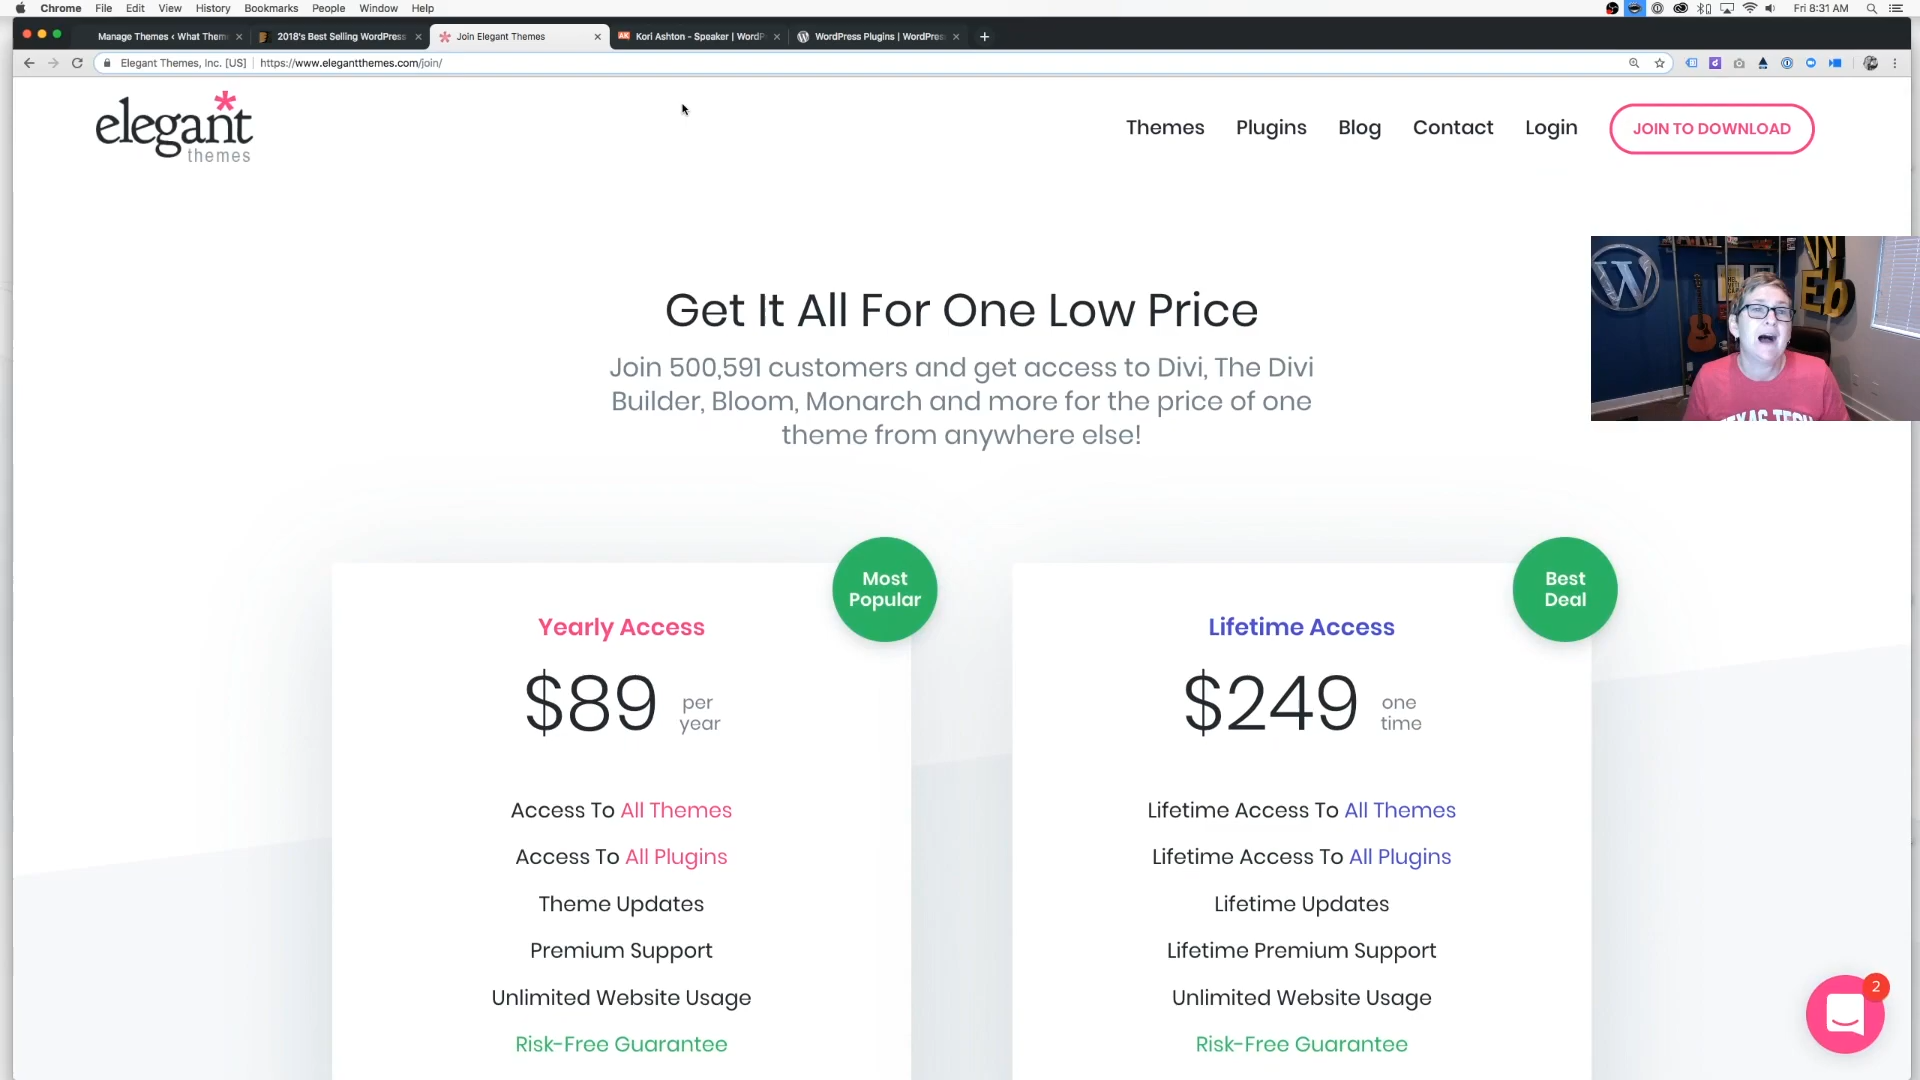 Chrome File Edit View History Bookmarks People Window Help
Fri 8:31 AM
Manage Themes ‹ What Them
2018's Best Selling WordPress
Join Elegant Themes
Kori Ashton - Speaker | WordP
WordPress Plugins | WordPres
Elegant Themes, Inc. [US] | https://www.elegantthemes.com/join/
elegant
themes
Themes Plugins Blog Contact Login JOIN TO DOWNLOAD
Get It All For One Low Price
Join 500,591 customers and get access to Divi, The Divi
Builder, Bloom, Monarch and more for the price of one
theme from anywhere else!
Most
Popular
Yearly Access
$89 per
year
Access To All Themes
Access To All Plugins
Theme Updates
Premium Support
Unlimited Website Usage
Risk-Free Guarantee
Best
Deal
Lifetime Access
$249 one
time
Lifetime Access To All Themes
Lifetime Access To All Plugins
Lifetime Updates
Lifetime Premium Support
Unlimited Website Usage
Risk-Free Guarantee
2